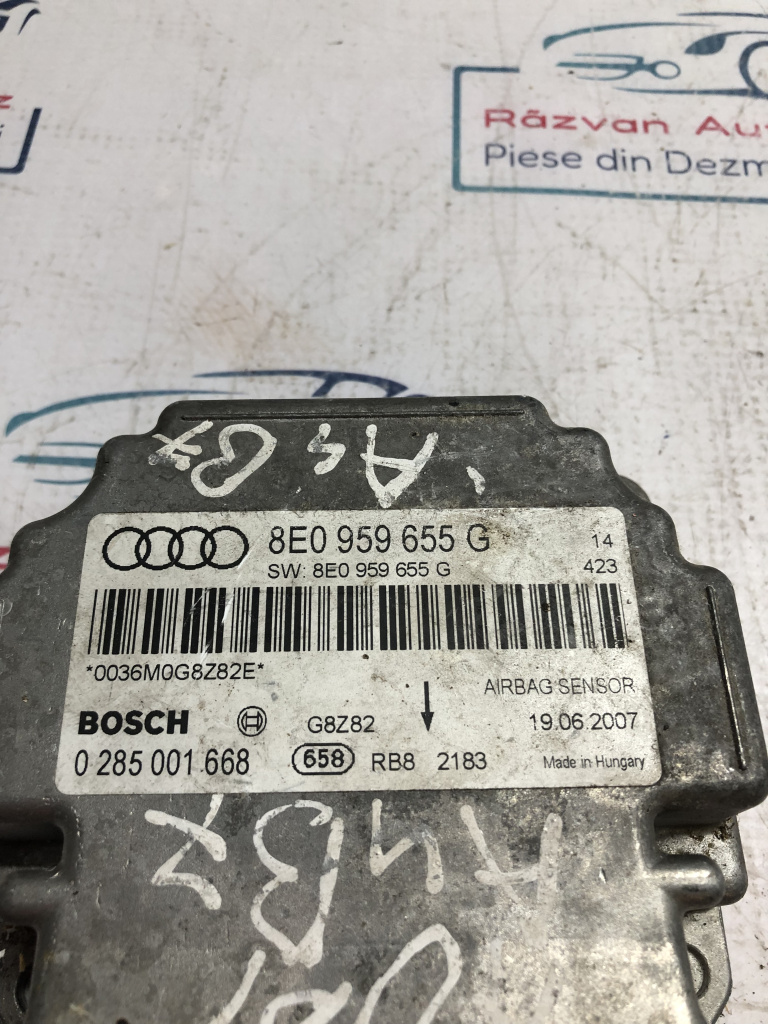 Răzvan Au
Piese din Dezm
A4 B7
8E0 959 655 G
14
SW: 8E0 959 655 G
423
*0036M0G8Z82E*
AIRBAG SENSOR
BOSCH
G8Z82
19.06.2007
0 285 001 668
658
RB8
2183
Made in Hungary
A4B7